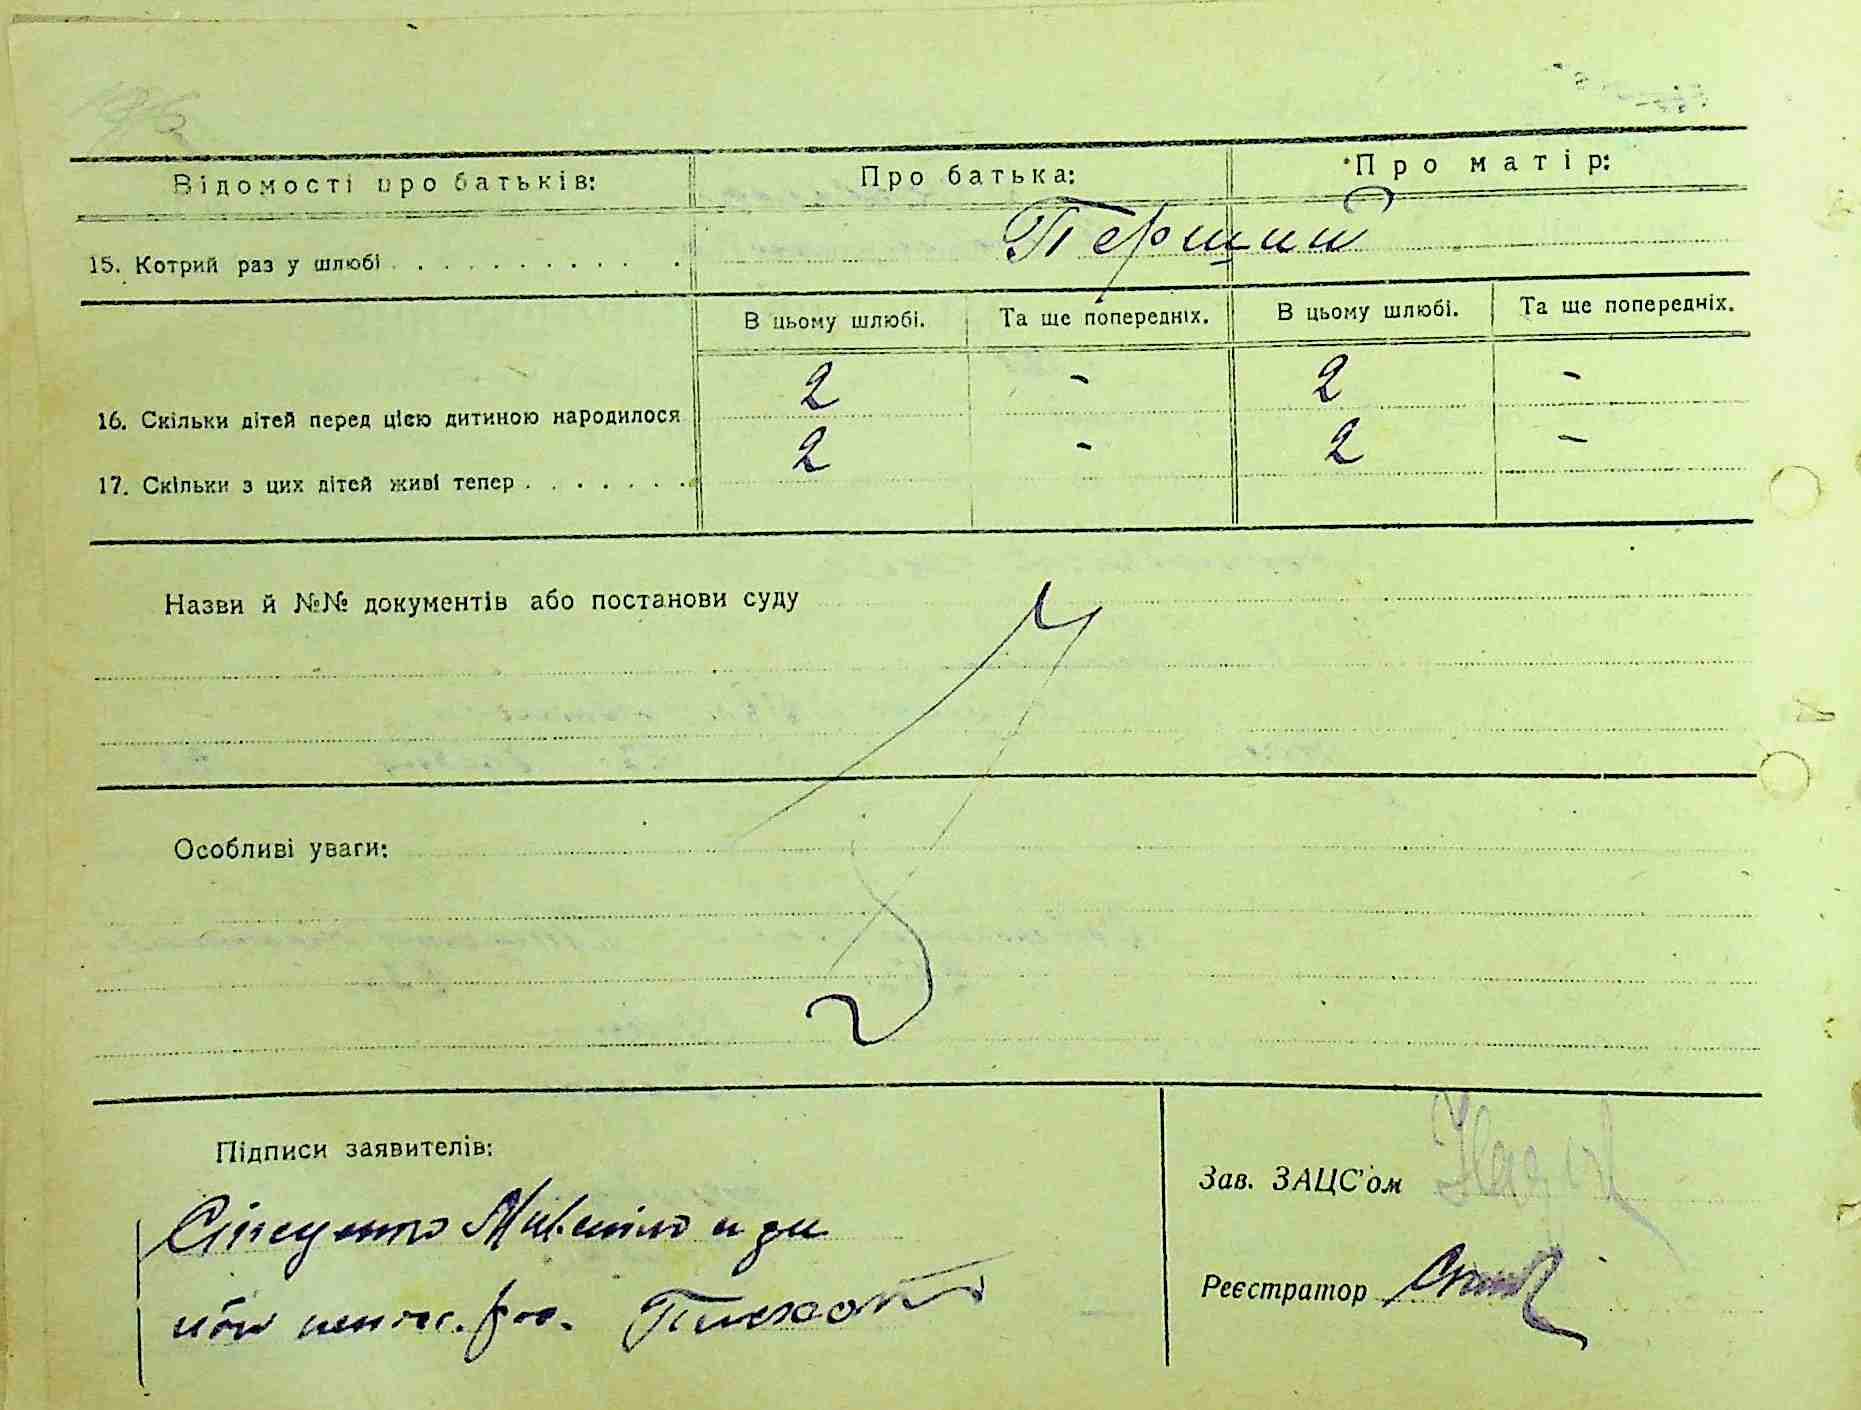 Відомості про батьків: Про батька: Про матір:
15. Котрий раз у шлюбі . . . . . . . . . . . Перший
В цьому шлюбі. Та ще попередніх. В цьому шлюбі. Та ще попередніх.
16. Скільки дітей перед цією дитиною народилося 2 - 2 -
17. Скільки з цих дітей живі тепер . . . . . . . 2 - 2 -
Назви й №№ документів або постанови суду
Особливі уваги:
Підписи заявителів:
Зав. ЗАЦС'ом
Реєстратор